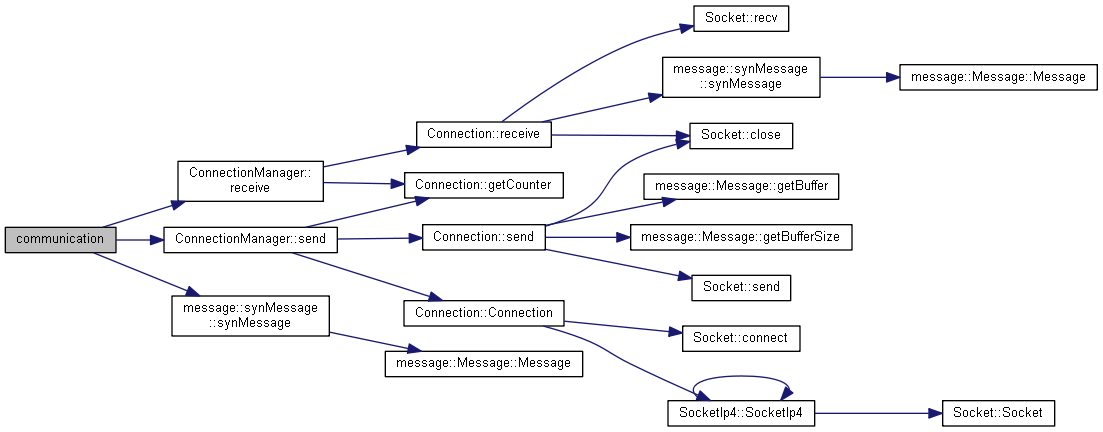 Socket::recv
message::synMessage
::synMessage
message::Message::Message
Connection::receive
Socket::close
ConnectionManager::
receive
Connection::getCounter
message::Message::getBuffer
communication
ConnectionManager::send
Connection::send
message::Message::getBufferSize
Socket::send
message::synMessage
::synMessage
Connection::Connection
Socket::connect
message::Message::Message
SocketIp4::SocketIp4
Socket::Socket